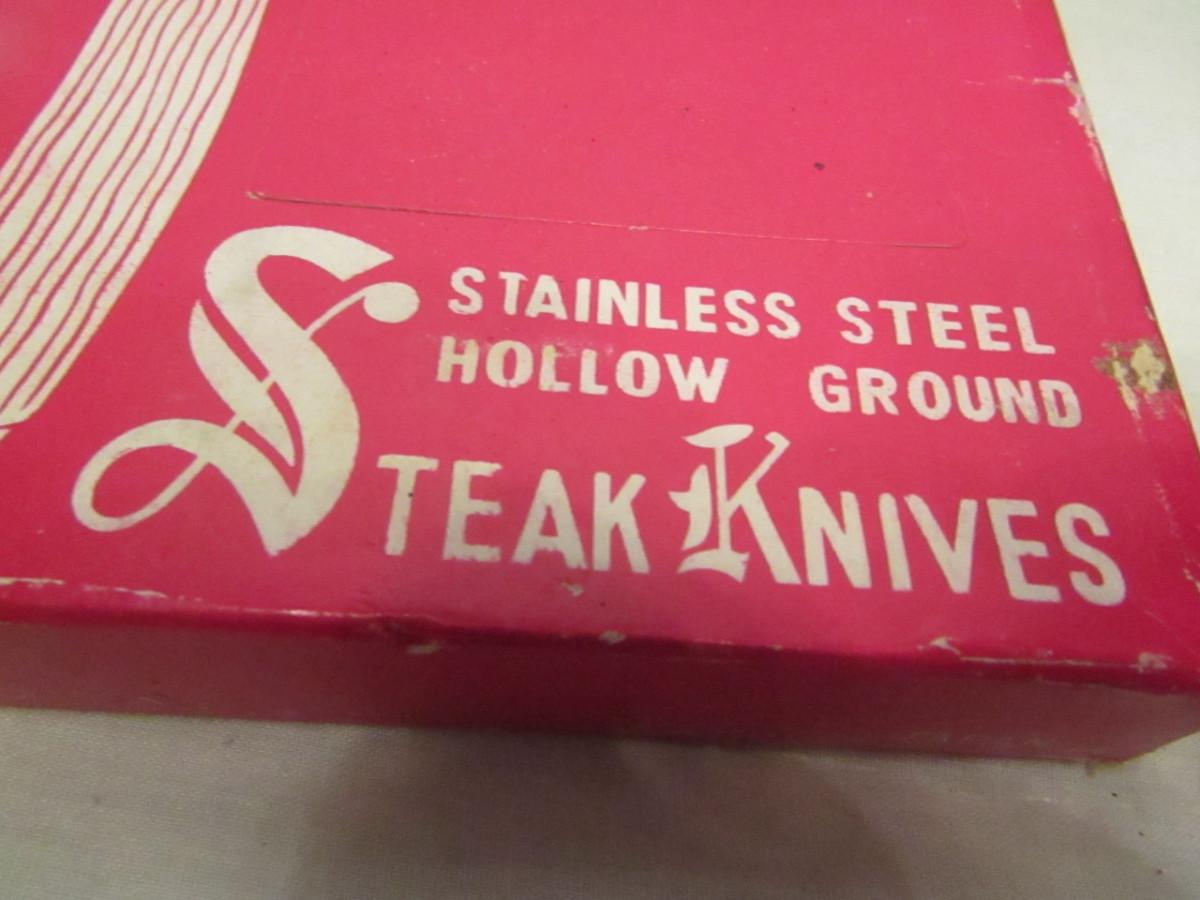 STAINLESS STEEL
HOLLOW GROUND
STEAK KNIVES